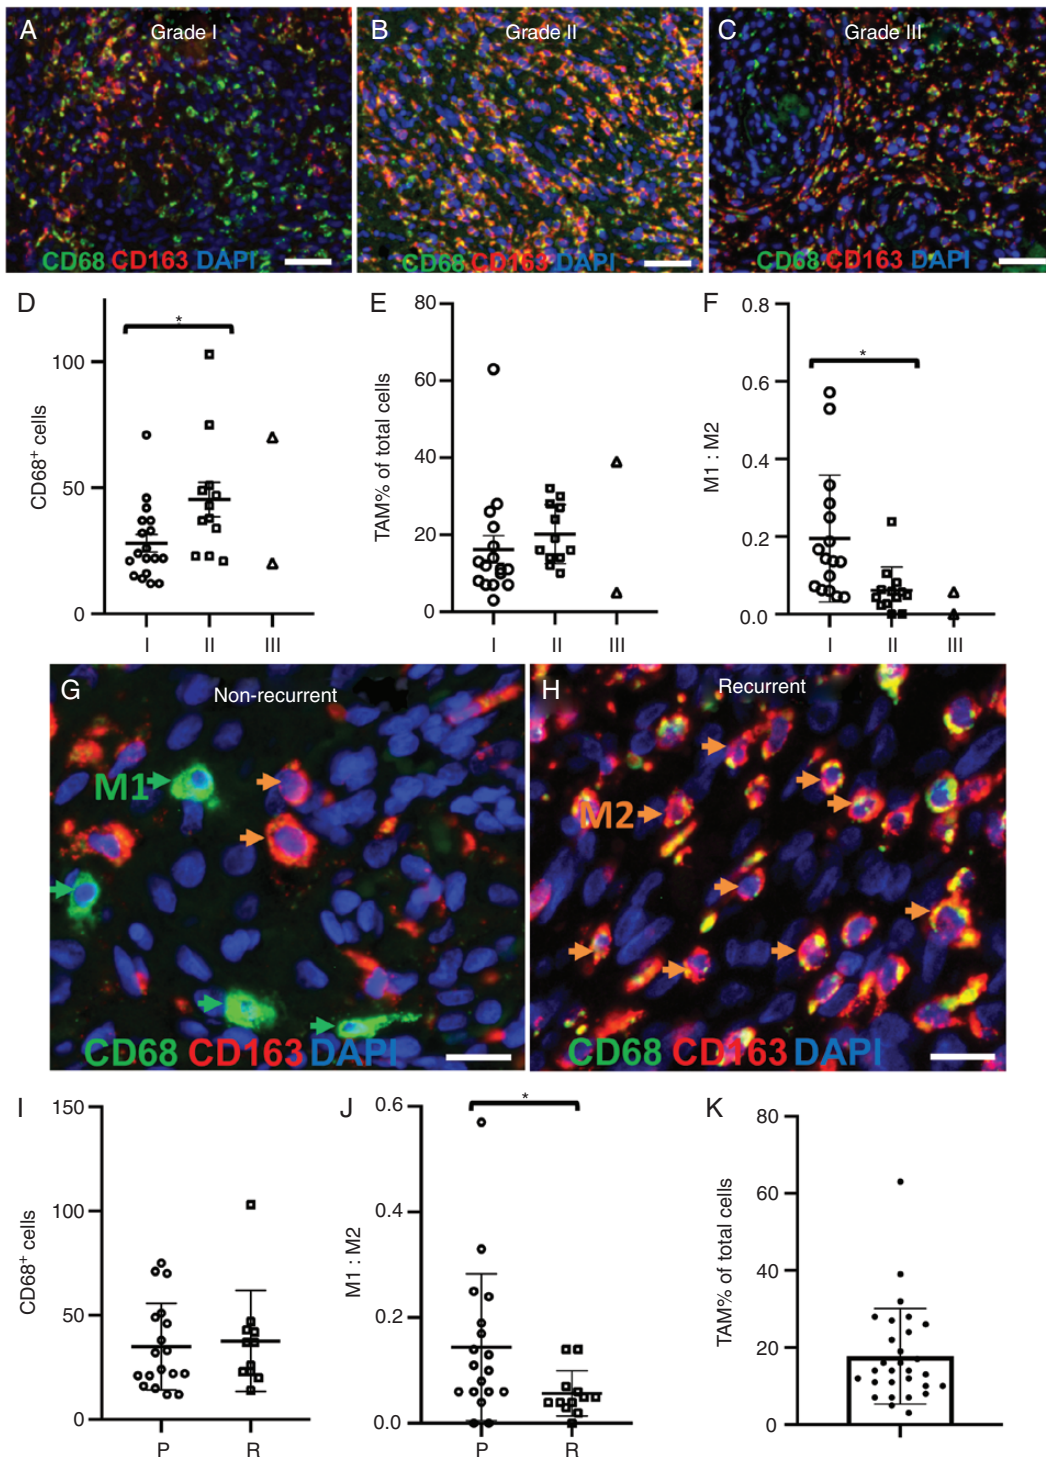 A Grade I
CD68 CD163 DAPI
B Grade II
CD68 CD163 DAPI
C Grade III
CD68 CD163 DAPI
D
CD68+ cells
100
50
0
*
I II III
E
TAM% of total cells
80
60
40
20
0
I II III
F
M1 : M2
0.8
0.6
0.4
0.2
0.0
*
I II III
G Non-recurrent
M1
CD68 CD163 DAPI
H Recurrent
M2
CD68 CD163 DAPI
I
CD68+ cells
150
100
50
0
P R
J
M1 : M2
0.6
0.4
0.2
0.0
*
P R
K
TAM% of total cells
80
60
40
20
0